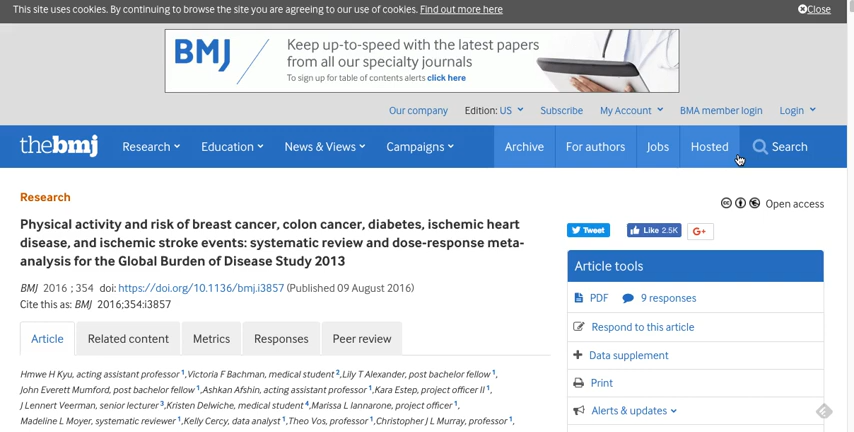 This site uses cookies. By continuing to browse the site you are agreeing to our use of cookies. Find out more here
Close
BMJ
Keep up-to-speed with the latest papers
from all our specialty journals
To sign up for table of contents alerts click here
Our company Edition: US Subscribe My Account BMA member login Login
thebmj Research Education News & Views Campaigns Archive For authors Jobs Hosted Search
Research
Open access
Physical activity and risk of breast cancer, colon cancer, diabetes, ischemic heart
disease, and ischemic stroke events: systematic review and dose-response meta-
analysis for the Global Burden of Disease Study 2013
BMJ 2016 ; 354 doi: https://doi.org/10.1136/bmj.i3857 (Published 09 August 2016)
Cite this as: BMJ 2016;354:i3857
Article Related content Metrics Responses Peer review
Hmwe H Kyu, acting assistant professor 1,Victoria F Bachman, medical student 2,Lily T Alexander, post bachelor fellow 1,
John Everett Mumford, post bachelor fellow 1,Ashkan Afshin, acting assistant professor 1,Kara Estep, project officer II 1,
J Lennert Veerman, senior lecturer 3,Kristen Delwiche, medical student 4,Marissa L Iannarone, project officer 1,
Madeline L Moyer, systematic reviewer 1,Kelly Cercy, data analyst 1,Theo Vos, professor 1,Christopher J L Murray, professor 1,
Tweet Like 2.5K G+
Article tools
PDF 9 responses
Respond to this article
Data supplement
Print
Alerts & updates